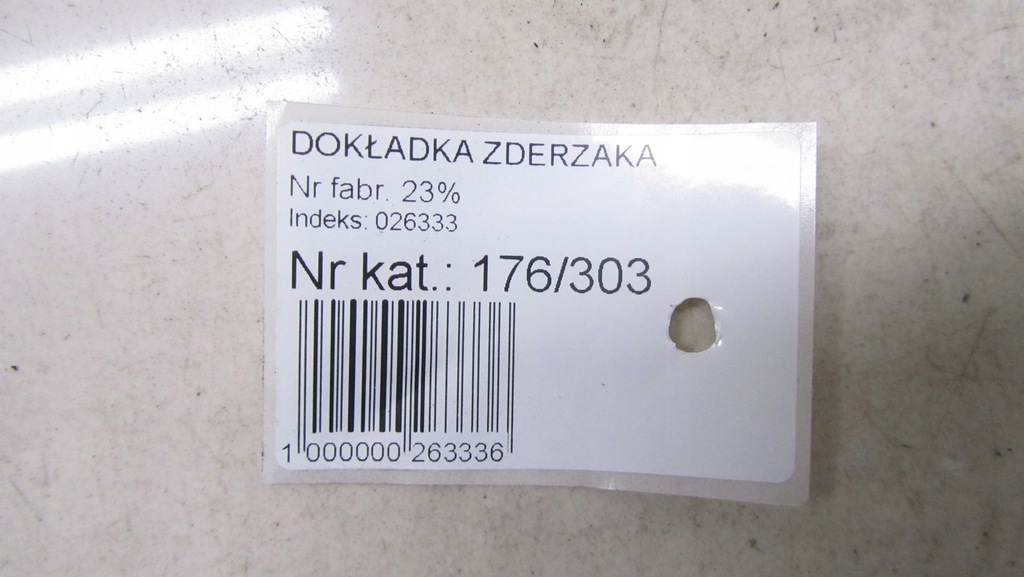 DOKŁADKA ZDERZAKA
Nr fabr. 23%
Indeks: 026333
Nr kat.: 176/303
1 000000 263336